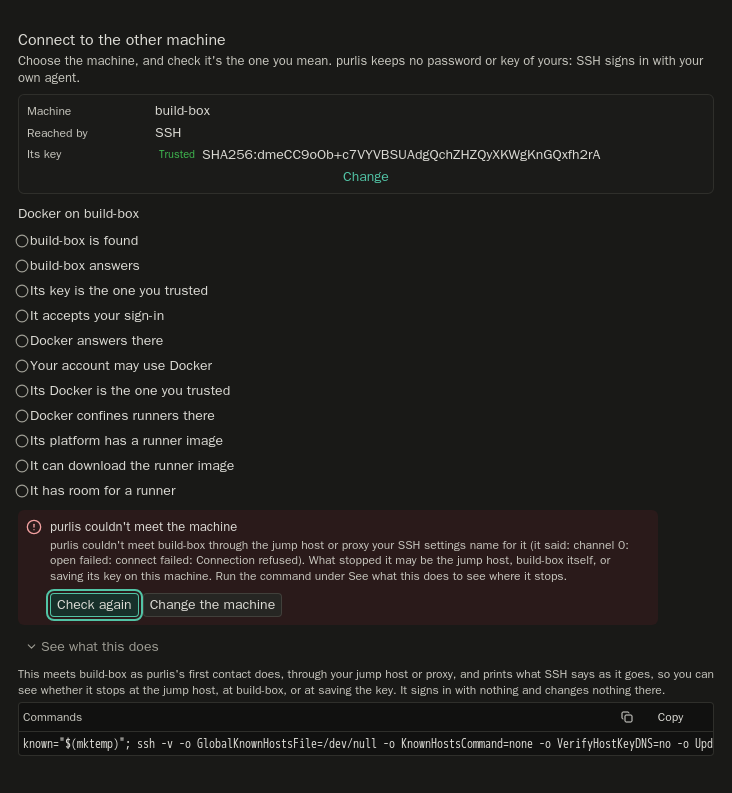 Connect to the other machine
Choose the machine, and check it's the one you mean. purlis keeps no password or key of yours: SSH signs in with your
own agent.
Machine build-box
Reached by SSH
Its key Trusted SHA256:dmeCC9oOb+c7VYVBSUAdgQchZHZQyXKWgKnGQxfh2rA
Change
Docker on build-box
build-box is found
build-box answers
Its key is the one you trusted
It accepts your sign-in
Docker answers there
Your account may use Docker
Its Docker is the one you trusted
Docker confines runners there
Its platform has a runner image
It can download the runner image
It has room for a runner
purlis couldn't meet the machine
purlis couldn't meet build-box through the jump host or proxy your SSH settings name for it (it said: channel 0:
open failed: connect failed: Connection refused). What stopped it may be the jump host, build-box itself, or
saving its key on this machine. Run the command under See what this does to see where it stops.
Check again Change the machine
See what this does
This meets build-box as purlis's first contact does, through your jump host or proxy, and prints what SSH says as it goes, so you can
see whether it stops at the jump host, at build-box, or at saving the key. It signs in with nothing and changes nothing there.
Commands Copy
known="$(mktemp)"; ssh -v -o GlobalKnownHostsFile=/dev/null -o KnownHostsCommand=none -o VerifyHostKeyDNS=no -o Upd